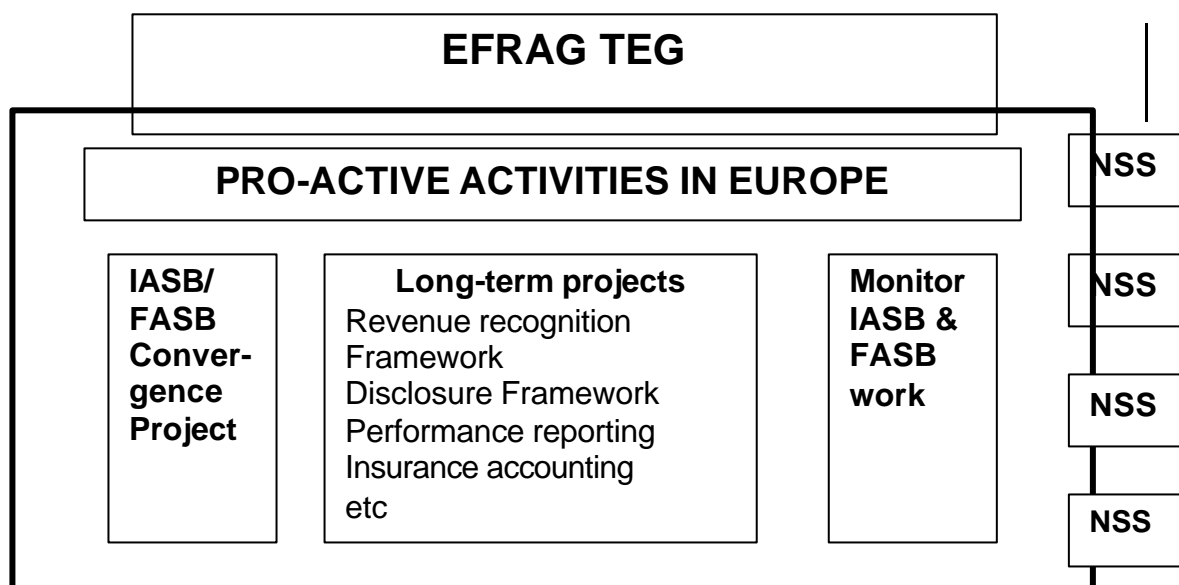 EFRAG TEG
PRO-ACTIVE ACTIVITIES IN EUROPE
IASB/
FASB
Conver-
gence
Project
Long-term projects
Revenue recognition
Framework
Disclosure Framework
Performance reporting
Insurance accounting
etc
Monitor
IASB &
FASB
work
NSS
NSS
NSS
NSS